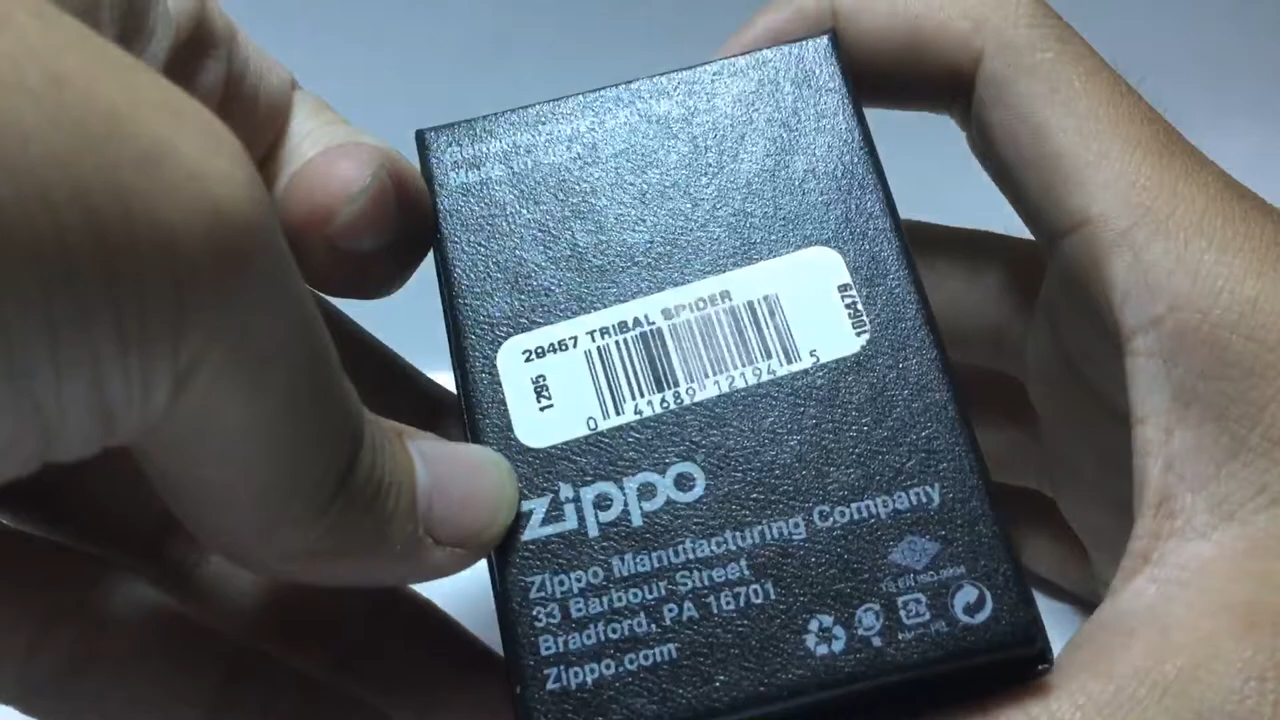 29457 TRIBAL SPIDER
1295
106479
0 41689 12194 5
zippo
Zippo Manufacturing Company
33 Barbour Street
Bradford, PA 16701
Zippo.com